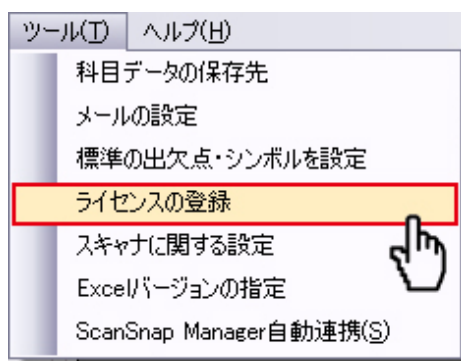 ツール(T) ヘルプ(H)
科目データの保存先
メールの設定
標準の出欠点・シンボルを設定
ライセンスの登録
スキャナに関する設定
Excelバージョンの指定
ScanSnap Manager自動連携(S)